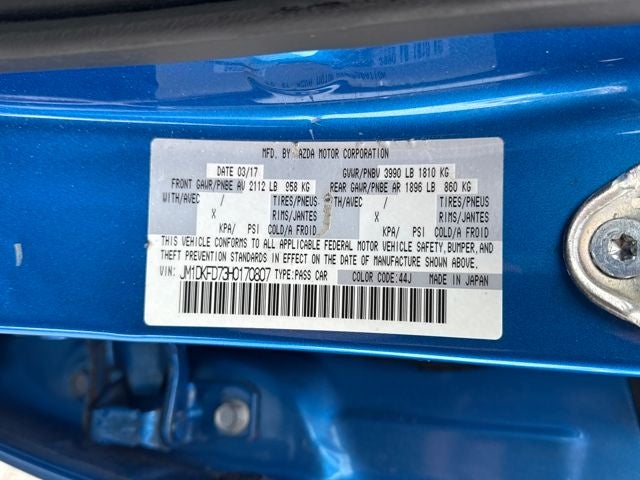 MFD. BY MAZDA MOTOR CORPORATION
DATE 03/17 GVWR/PNBV 3990 LB 1810 KG
FRONT GAWR/PNBE AV 2112 LB 958 KG REAR GAWR/PNBE AR 1896 LB 860 KG
WITH/AVEC / TIRES/PNEUS WITH/AVEC / TIRES/PNEUS
X RIMS/JANTES X RIMS/JANTES
KPA/ PSI COLD/A FROID KPA/ PSI COLD/A FROID
THIS VEHICLE CONFORMS TO ALL APPLICABLE FEDERAL MOTOR VEHICLE SAFETY, BUMPER, AND
THEFT PREVENTION STANDARDS IN EFFECT ON THE DATE OF MANUFACTURE SHOWN ABOVE.
VIN: JM1DKFD73H0170807 TYPE:PASS CAR COLOR CODE:44J MADE IN JAPAN